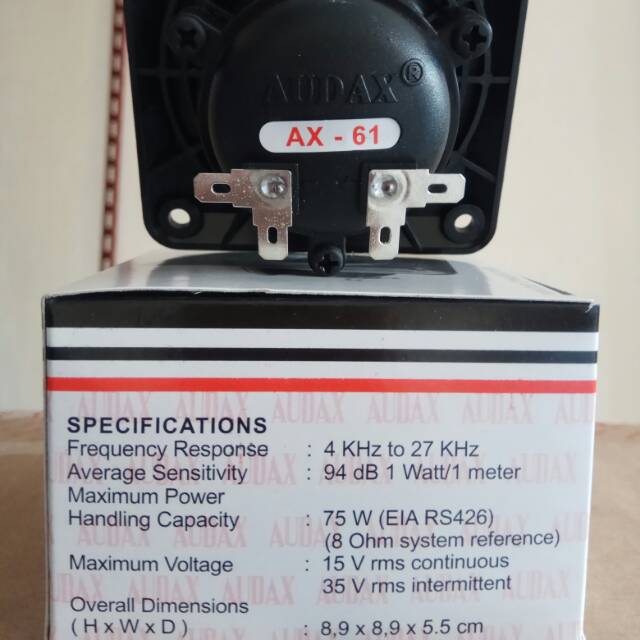 AUDAX®
AX - 61
SPECIFICATIONS
Frequency Response : 4 KHz to 27 KHz
Average Sensitivity : 94 dB 1 Watt/1 meter
Maximum Power
Handling Capacity : 75 W (EIA RS426)
(8 Ohm system reference)
Maximum Voltage : 15 V rms continuous
35 V rms intermittent
Overall Dimensions
( H x W x D ) : 8,9 x 8,9 x 5.5 cm